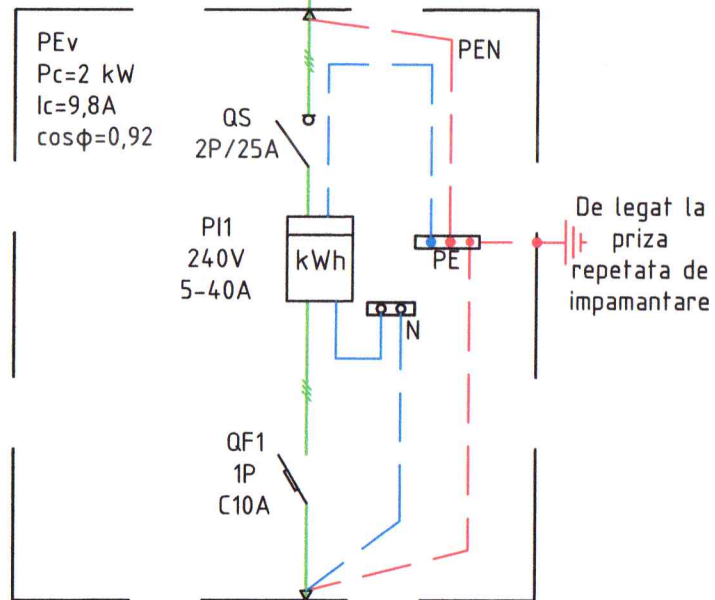 PEv
Pc=2 kW
Ic=9,8A
cosϕ=0,92
PEN
QS
2P/25A
PI1
240V
5-40A
kWh
PE
De legat la
priza
repetata de
impamantare
N
QF1
1P
C10A